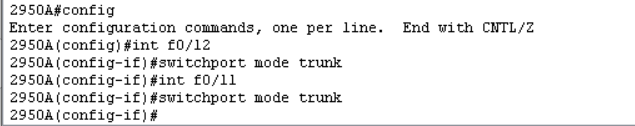 2950A#config
Enter configuration commands, one per line.  End with CNTL/Z
2950A(config)#int f0/12
2950A(config-if)#switchport mode trunk
2950A(config-if)#int f0/11
2950A(config-if)#switchport mode trunk
2950A(config-if)#